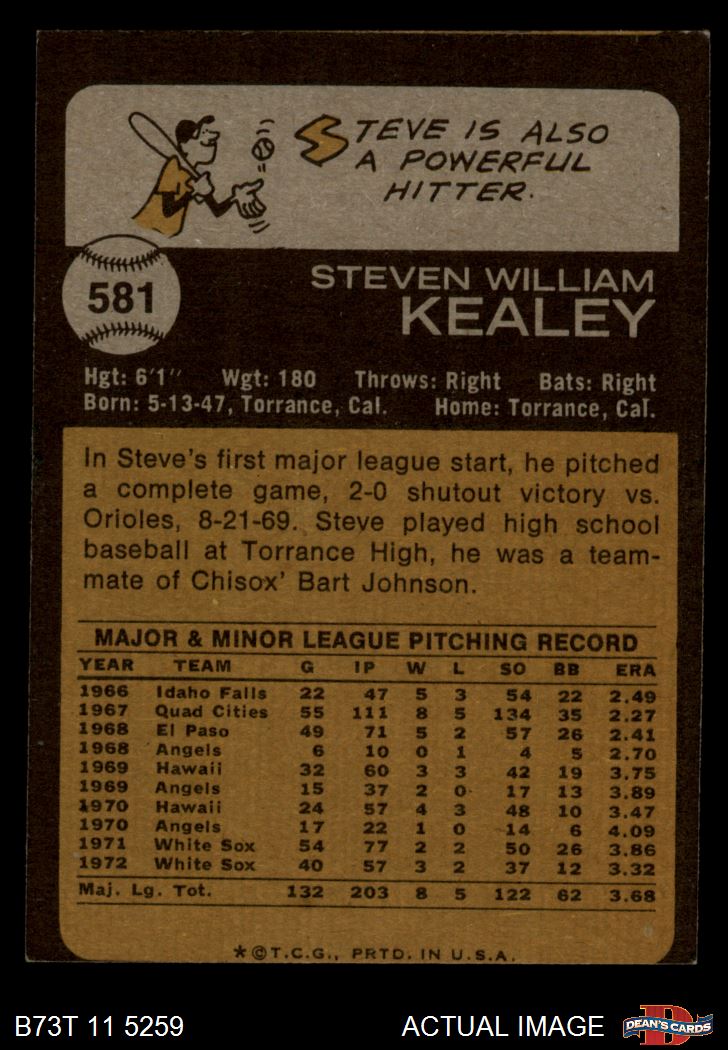 STEVE IS ALSO
A POWERFUL
HITTER.
581
STEVEN WILLIAM
KEALEY
Hgt: 6'1" Wgt: 180 Throws: Right Bats: Right
Born: 5-13-47, Torrance, Cal. Home: Torrance, Cal.
In Steve's first major league start, he pitched
a complete game, 2-0 shutout victory vs.
Orioles, 8-21-69. Steve played high school
baseball at Torrance High, he was a team-
mate of Chisox' Bart Johnson.
MAJOR & MINOR LEAGUE PITCHING RECORD
YEAR TEAM G IP W L SO BB ERA
1966 Idaho Falls 22 47 5 3 54 22 2.49
1967 Quad Cities 55 111 8 5 134 35 2.27
1968 El Paso 49 71 5 2 57 26 2.41
1968 Angels 6 10 0 1 4 5 2.70
1969 Hawaii 32 60 3 3 42 19 3.75
1969 Angels 15 37 2 0 17 13 3.89
1970 Hawaii 24 57 4 3 48 10 3.47
1970 Angels 17 22 1 0 14 6 4.09
1971 White Sox 54 77 2 2 50 26 3.86
1972 White Sox 40 57 3 2 37 12 3.32
Maj. Lg. Tot. 132 203 8 5 122 62 3.68
*©T.C.G., PRTD. IN U.S.A.
B73T 11 5259 ACTUAL IMAGE DEAN'S CARDS